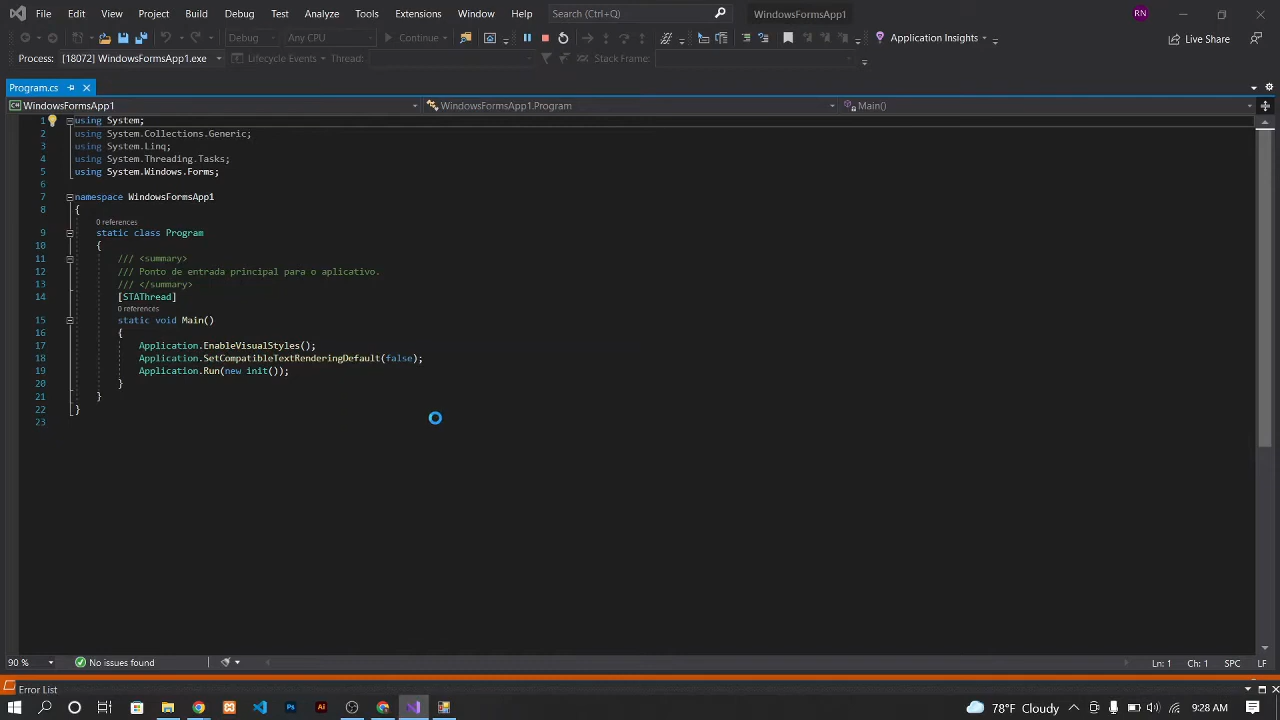 File Edit View Project Build Debug Test Analyze Tools Extensions Window Help Search (Ctrl+Q) WindowsFormsApp1 RN
Debug Any CPU Continue Application Insights Live Share
Process: [18072] WindowsFormsApp1.exe Lifecycle Events Thread: Stack Frame:
Program.cs
C# WindowsFormsApp1 WindowsFormsApp1.Program Main()
1 using System;
2 using System.Collections.Generic;
3 using System.Linq;
4 using System.Threading.Tasks;
5 using System.Windows.Forms;
6
7 namespace WindowsFormsApp1
8 {
0 references
9 static class Program
10 {
11 /// <summary>
12 /// Ponto de entrada principal para o aplicativo.
13 /// </summary>
14 [STAThread]
0 references
15 static void Main()
16 {
17 Application.EnableVisualStyles();
18 Application.SetCompatibleTextRenderingDefault(false);
19 Application.Run(new init());
20 }
21 }
22 }
23
90 % No issues found Ln: 1 Ch: 1 SPC LF
Error List
Ps Ai 78°F Cloudy 9:28 AM